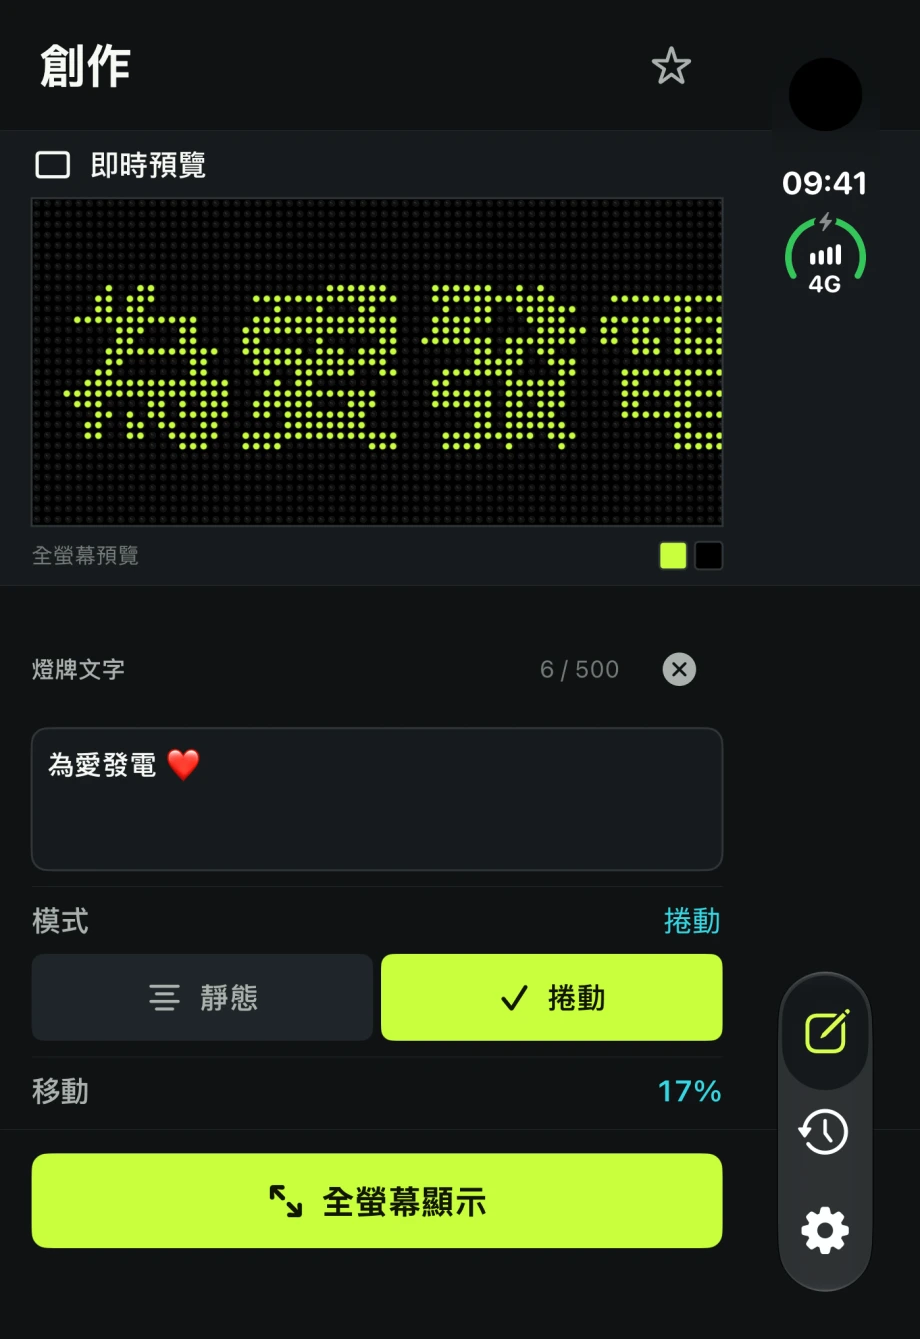 創作
09:41
4G
即時預覽
為愛發電
全螢幕預覽
燈牌文字
6 / 500
為愛發電 ❤️
模式
捲動
靜態
捲動
移動
17%
全螢幕顯示